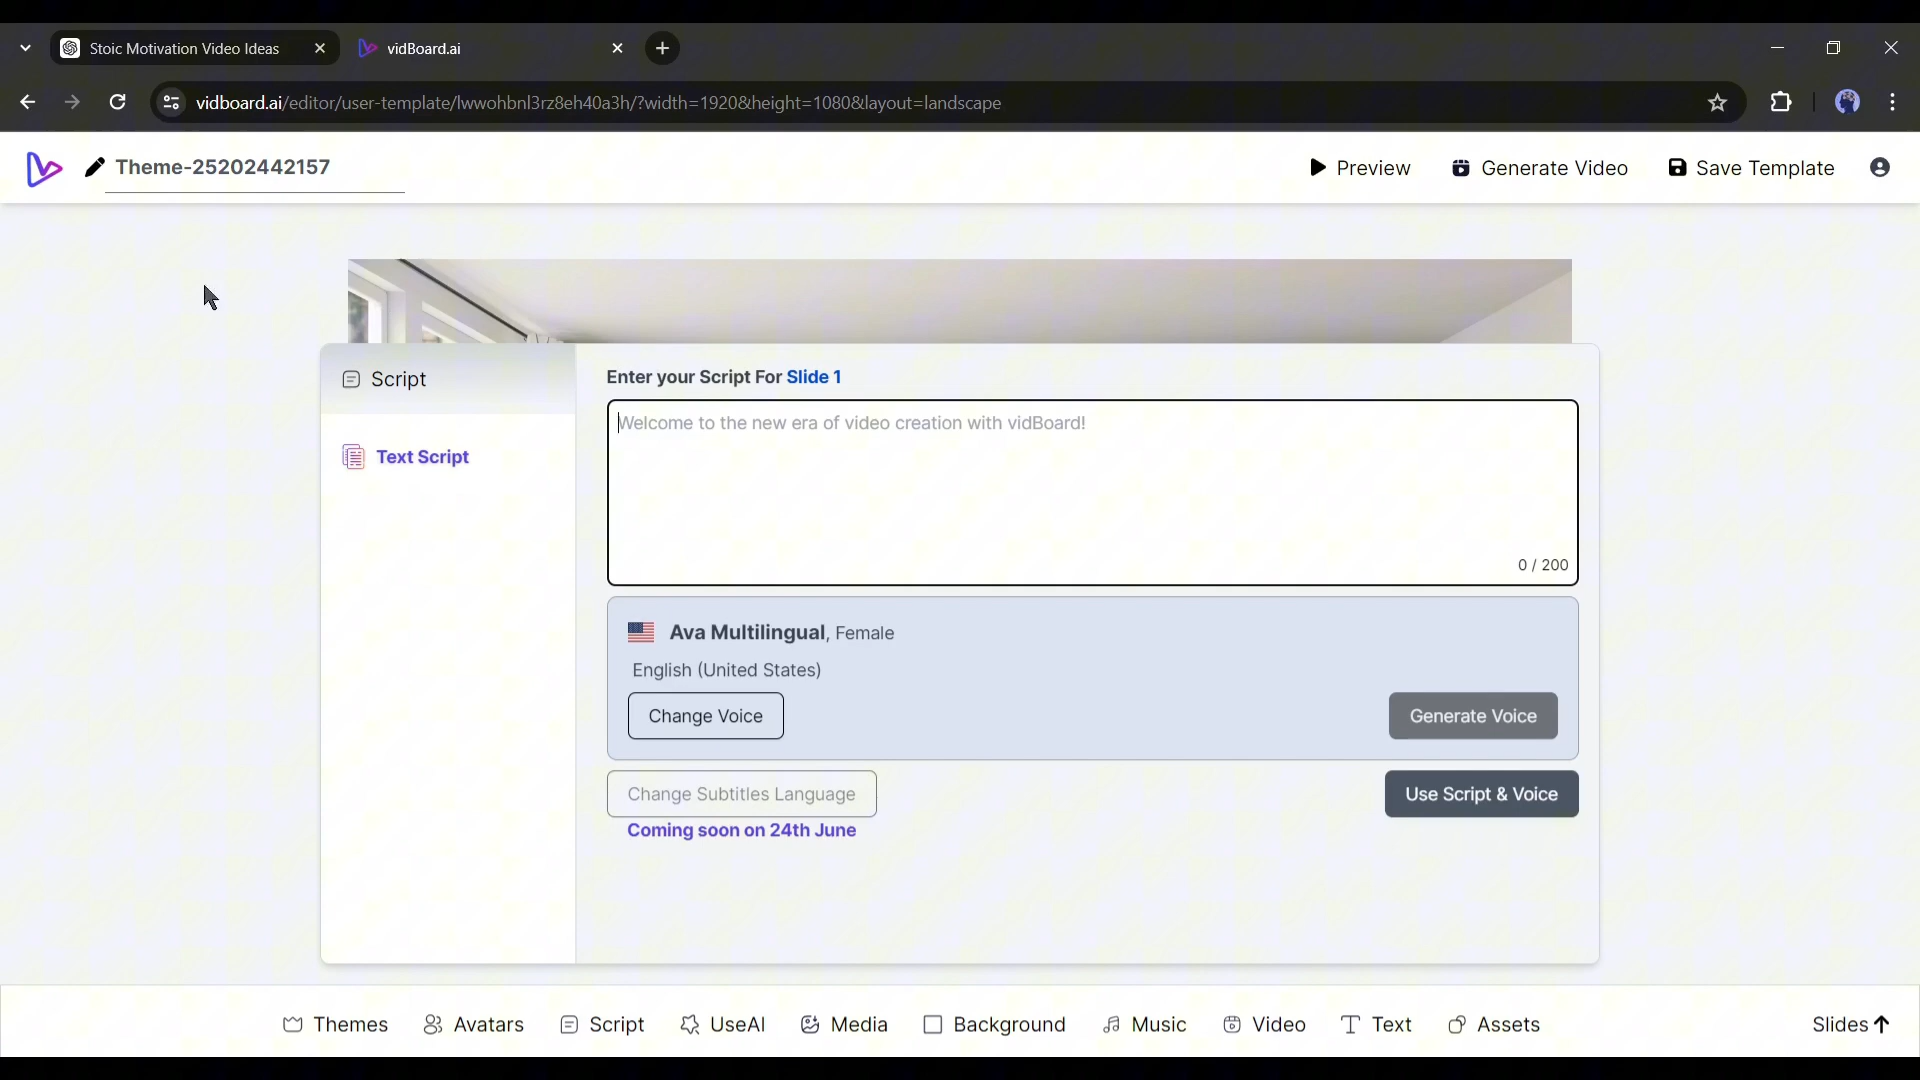 Stoic Motivation Video Ideas
vidBoard.ai
vidboard.ai/editor/user-template/lwwohbnl3rz8eh40a3h/?width=1920&height=1080&layout=landscape
Theme-25202442157
Preview
Generate Video
Save Template
Script
Text Script
Enter your Script For Slide 1
Welcome to the new era of video creation with vidBoard!
0 / 200
Ava Multilingual, Female
English (United States)
Change Voice
Generate Voice
Change Subtitles Language
Use Script & Voice
Coming soon on 24th June
Themes
Avatars
Script
UseAI
Media
Background
Music
Video
Text
Assets
Slides